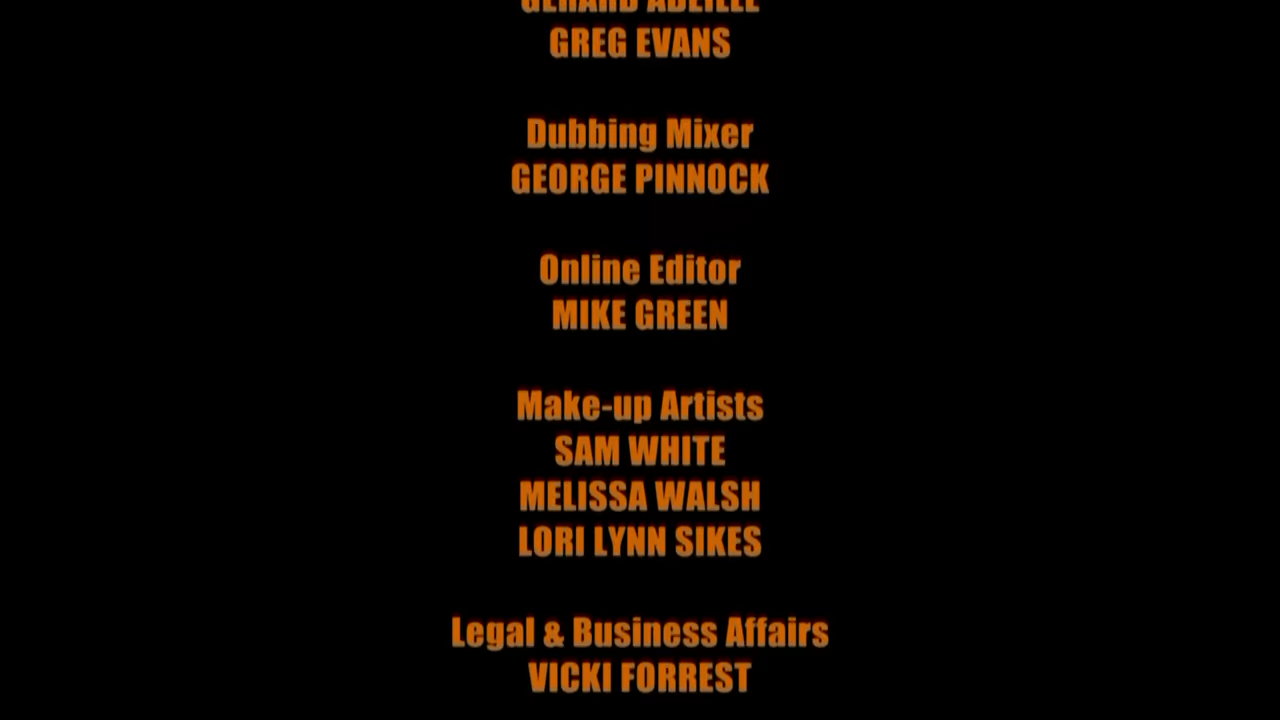 GREG EVANS
Dubbing Mixer
GEORGE PINNOCK
Online Editor
MIKE GREEN
Make-up Artists
SAM WHITE
MELISSA WALSH
LORI LYNN SIKES
Legal & Business Affairs
VICKI FORREST